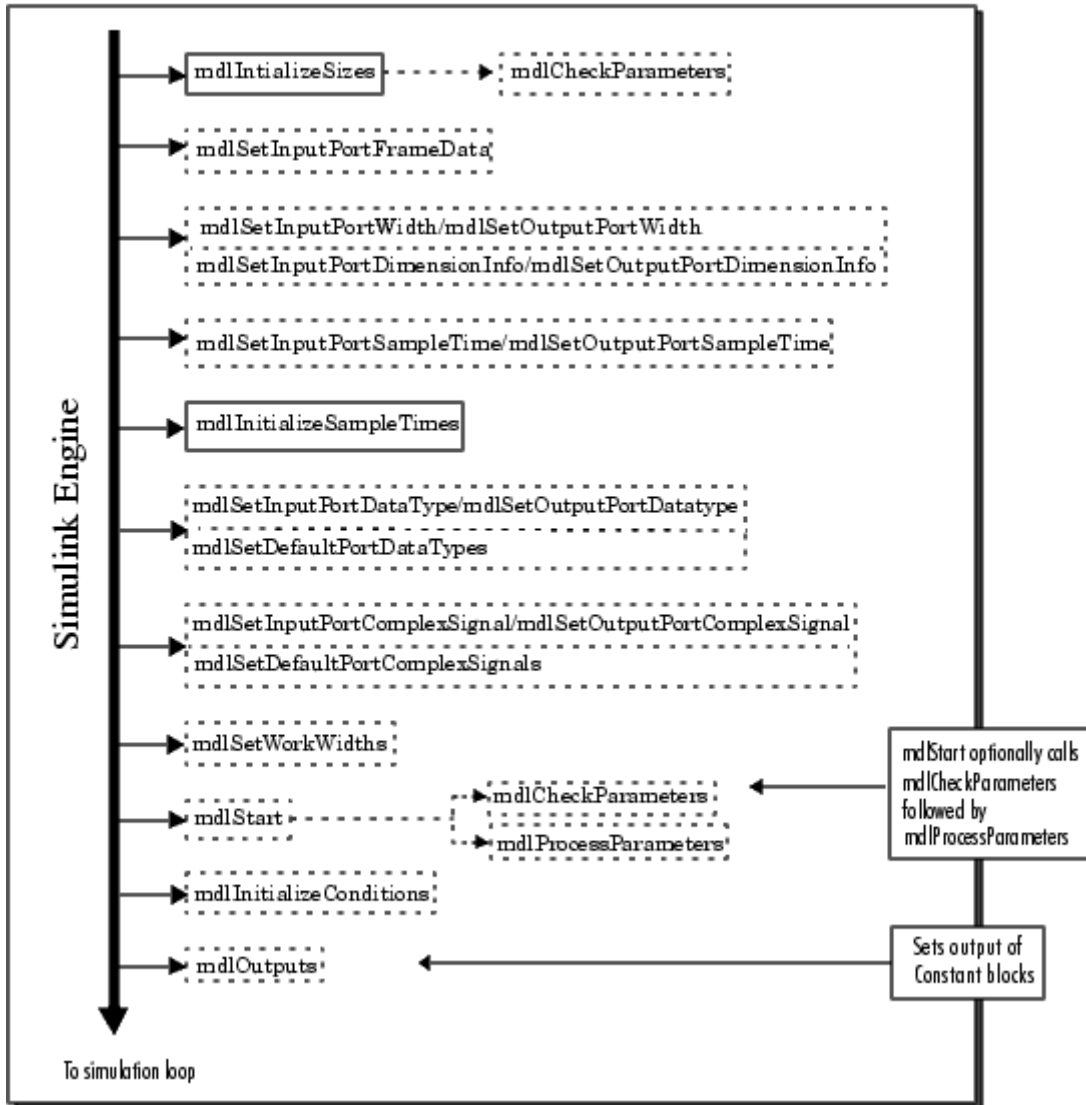 Simulink Engine
mdlIntializeSizes
mdlCheckParameters
mdlSetInputPortFrameData
mdlSetInputPortWidth/mdlSetOutputPortWidth
mdlSetInputPortDimensionInfo/mdlSetOutputPortDimensionInfo
mdlSetInputPortSampleTime/mdlSetOutputPortSampleTime
mdlInitializeSampleTimes
mdlSetInputPortDataType/mdlSetOutputPortDatatype
mdlSetDefaultPortDataTypes
mdlSetInputPortComplexSignal/mdlSetOutputPortComplexSignal
mdlSetDefaultPortComplexSignals
mdlSetWorkWidths
mdlStart
mdlCheckParameters
mdlProcessParameters
mdlStart optionally calls
mdlCheckParameters
followed by
mdlProcessParameters
mdlInitializeConditions
mdlOutputs
Sets output of
Constant blocks
To simulation loop